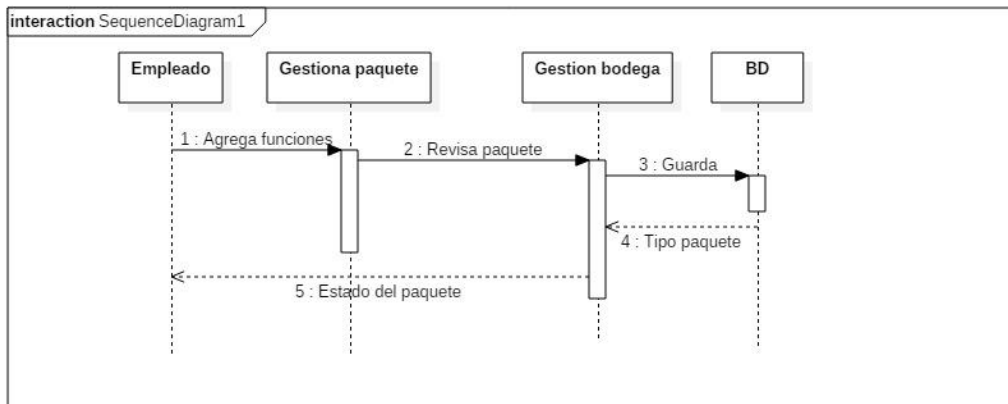 interaction SequenceDiagram1
Empleado
Gestiona paquete
Gestion bodega
BD
1 : Agrega funciones
2 : Revisa paquete
3 : Guarda
4 : Tipo paquete
5 : Estado del paquete